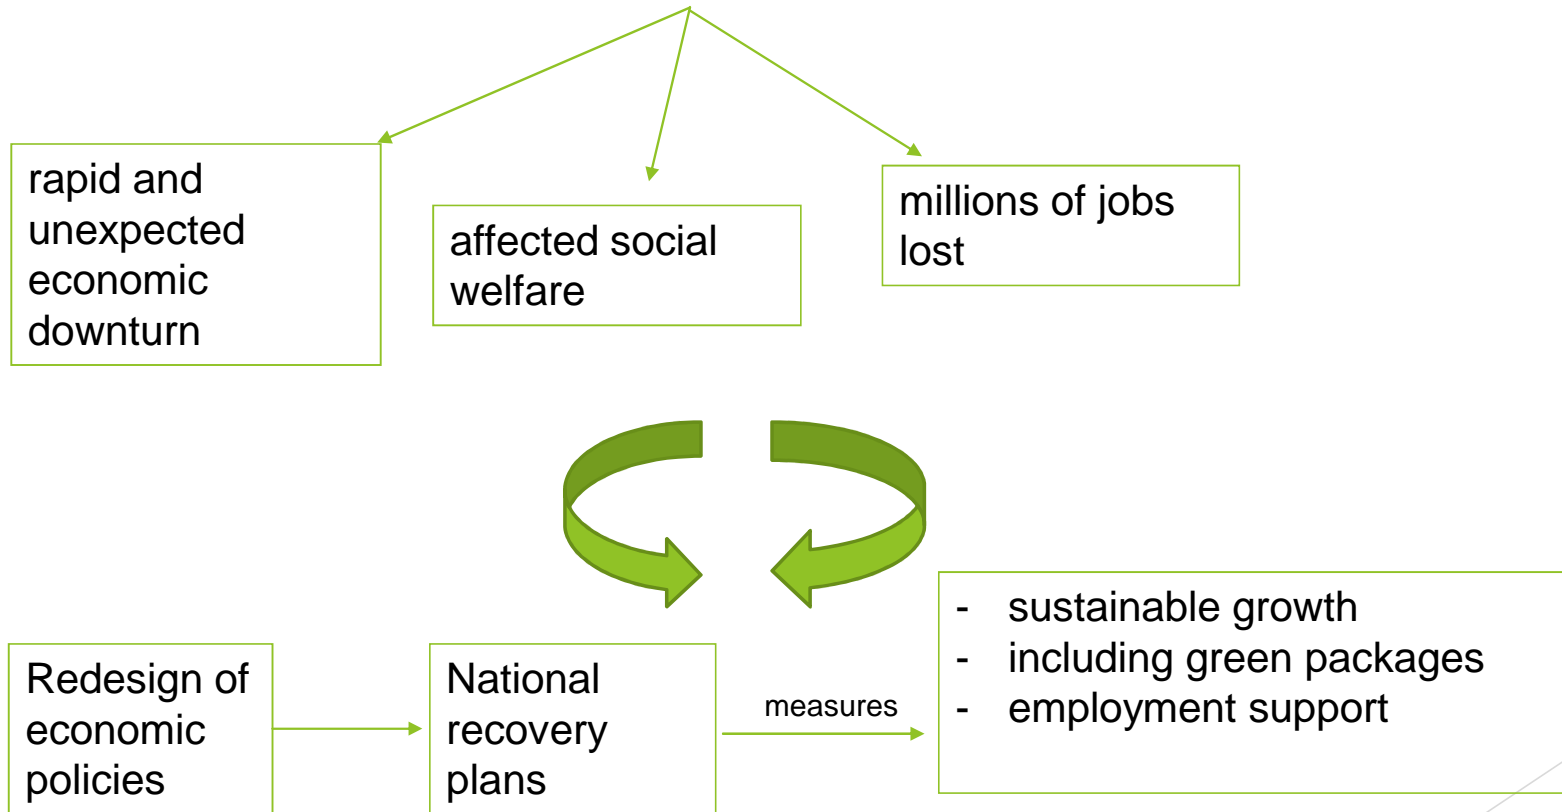 rapid and
unexpected
economic
downturn
affected social
welfare
millions of jobs
lost
Redesign of
economic
policies
National
recovery
plans
measures
- sustainable growth
- including green packages
- employment support